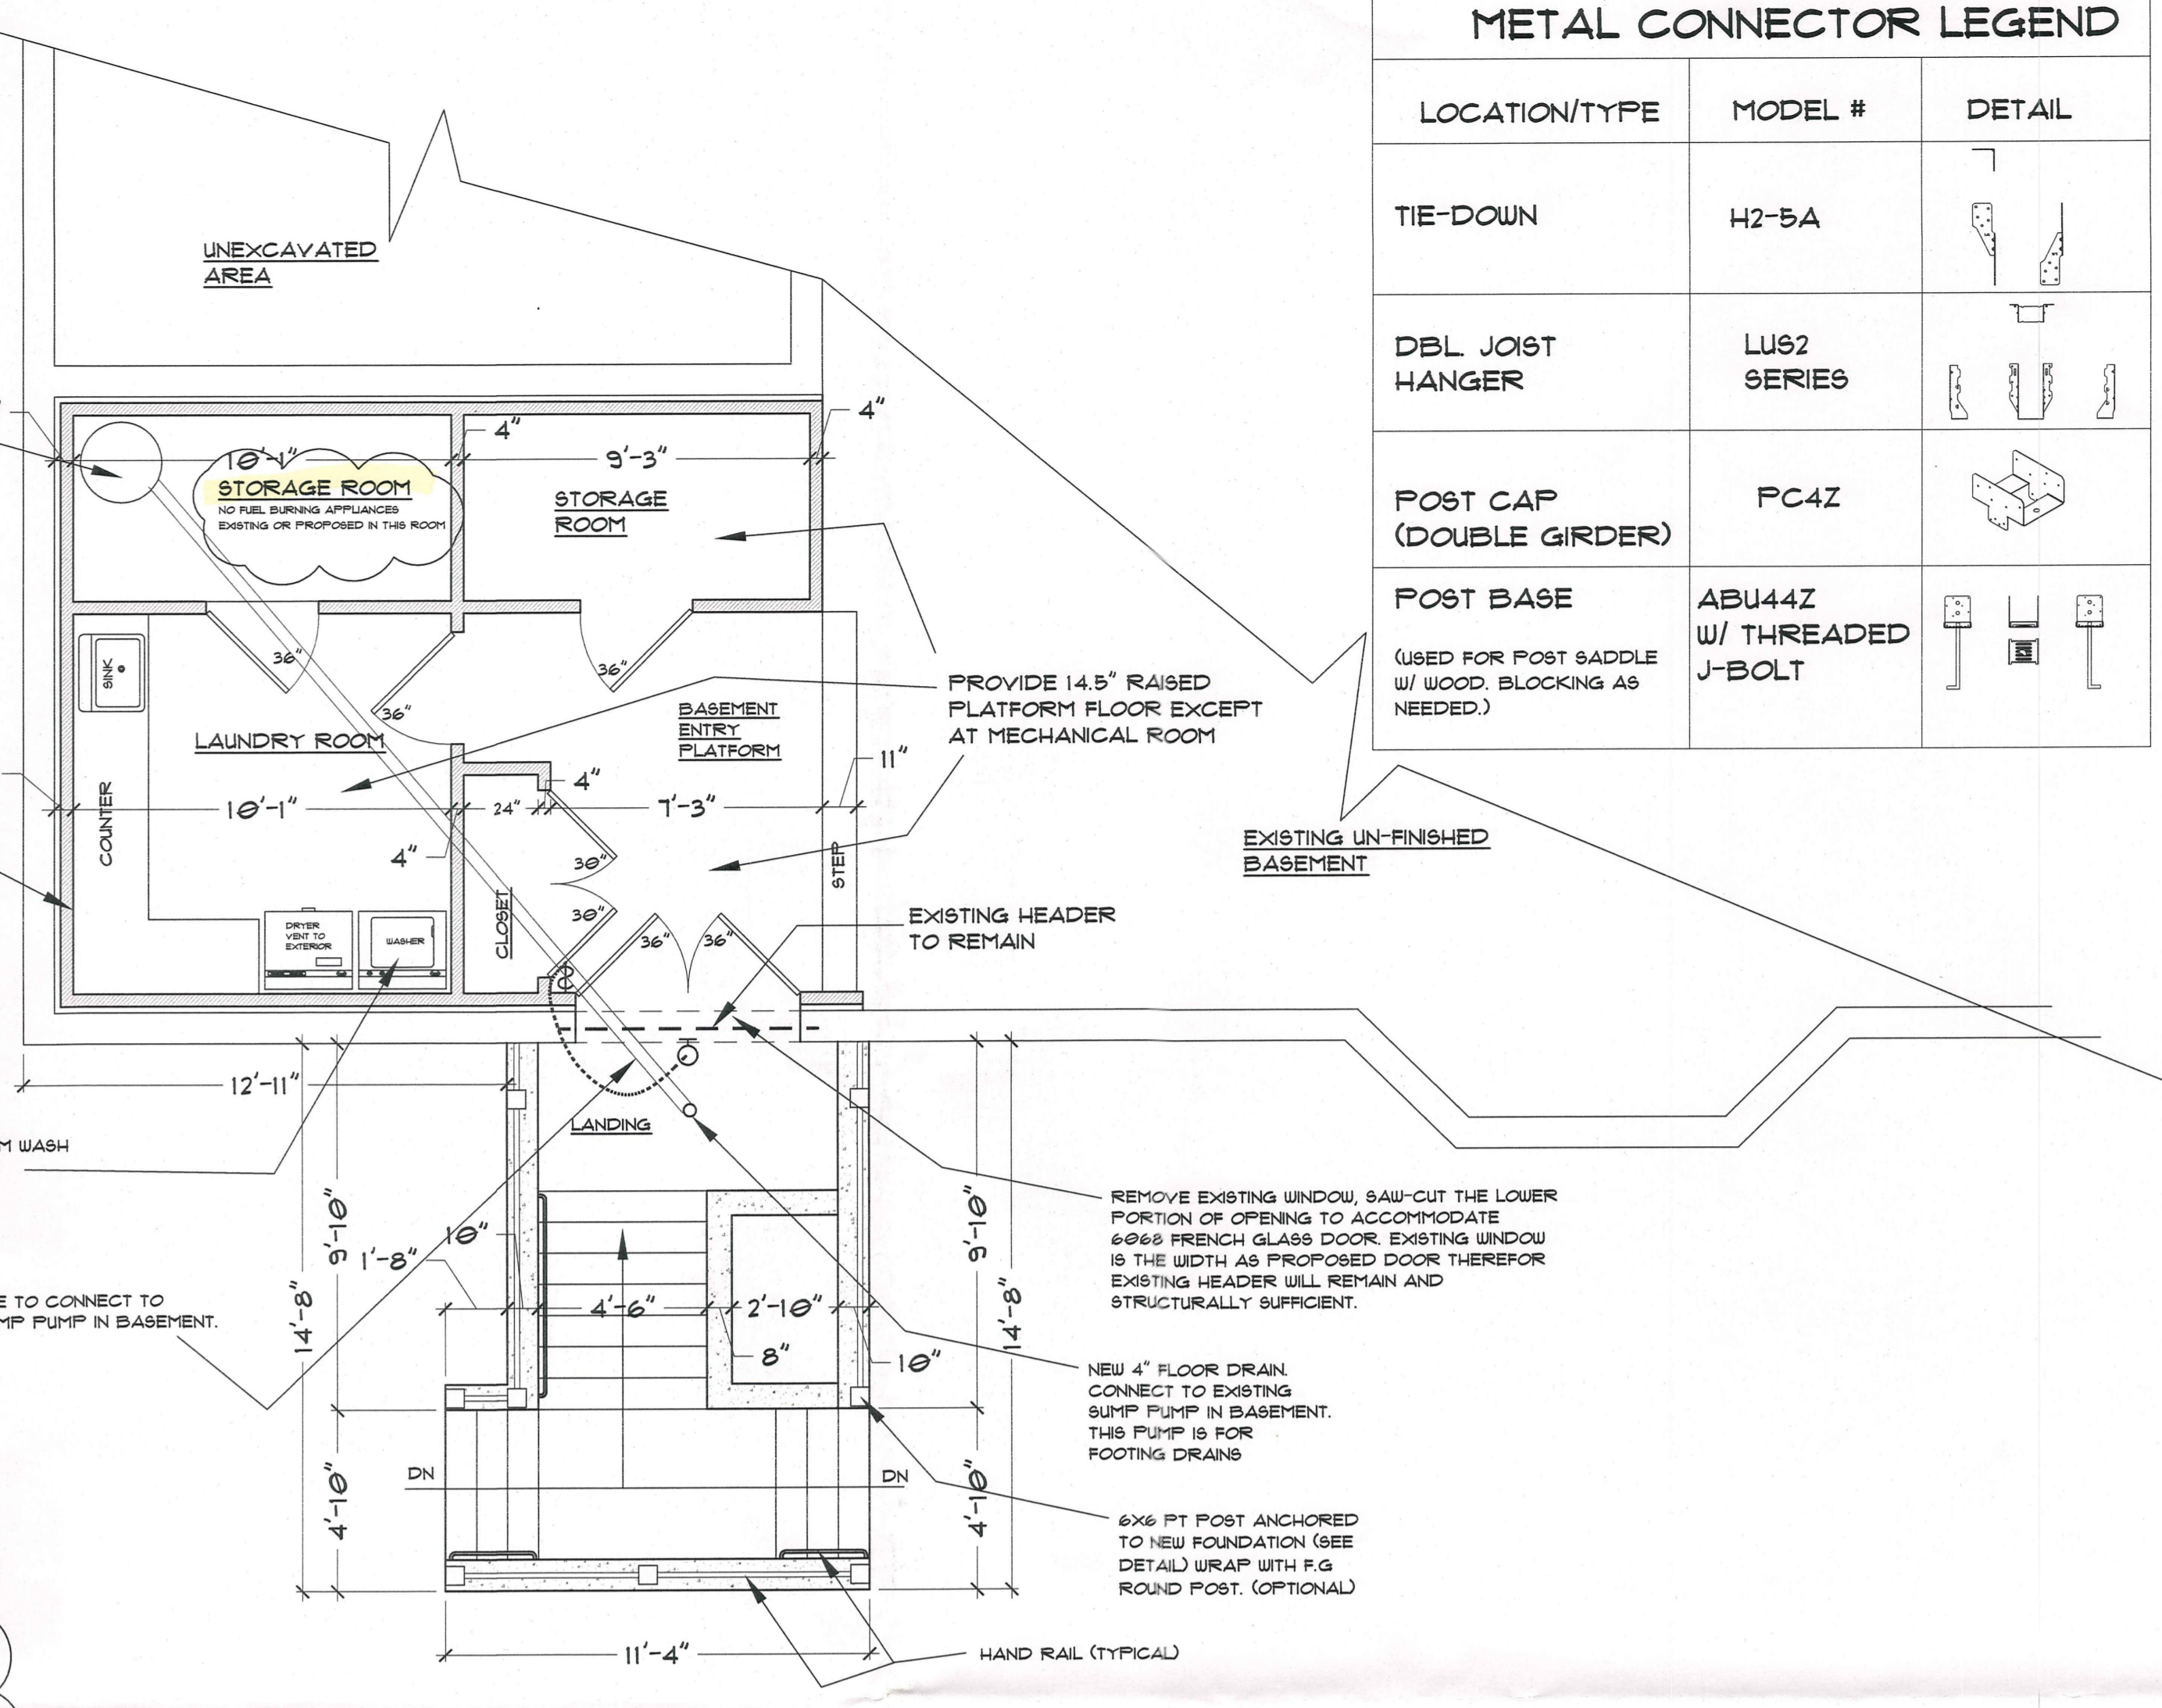 METAL CONNECTOR LEGEND
LOCATION/TYPE
MODEL #
DETAIL
TIE-DOWN
H2-5A
DBL. JOIST
HANGER
LUS2
SERIES
POST CAP
(DOUBLE GIRDER)
PC4Z
POST BASE
(USED FOR POST SADDLE
W/ WOOD. BLOCKING AS
NEEDED.)
ABU44Z
W/ THREADED
J-BOLT
UNEXCAVATED
AREA
4"
4"
10'-1"
9'-3"
STORAGE ROOM
NO FUEL BURNING APPLIANCES
EXISTING OR PROPOSED IN THIS ROOM
STORAGE
ROOM
SINK
36"
36"
36"
LAUNDRY ROOM
BASEMENT
ENTRY
PLATFORM
PROVIDE 14.5" RAISED
PLATFORM FLOOR EXCEPT
AT MECHANICAL ROOM
11"
COUNTER
10'-1"
24"
4"
7'-3"
4"
30"
STEP
EXISTING UN-FINISHED
BASEMENT
CLOSET
30"
36"
36"
DRYER
VENT TO
EXTERIOR
WASHER
EXISTING HEADER
TO REMAIN
12'-11"
LANDING
M WASH
REMOVE EXISTING WINDOW, SAW-CUT THE LOWER
PORTION OF OPENING TO ACCOMMODATE
6068 FRENCH GLASS DOOR. EXISTING WINDOW
IS THE WIDTH AS PROPOSED DOOR THEREFOR
EXISTING HEADER WILL REMAIN AND
STRUCTURALLY SUFFICIENT.
9'-10"
10"
1'-8"
9'-10"
E TO CONNECT TO
MP PUMP IN BASEMENT.
14'-8"
4'-6"
2'-10"
14'-8"
8"
10"
NEW 4" FLOOR DRAIN.
CONNECT TO EXISTING
SUMP PUMP IN BASEMENT.
THIS PUMP IS FOR
FOOTING DRAINS
DN
DN
4'-10"
4'-10"
6X6 PT POST ANCHORED
TO NEW FOUNDATION (SEE
DETAIL) WRAP WITH F.G
ROUND POST. (OPTIONAL)
11'-4"
HAND RAIL (TYPICAL)